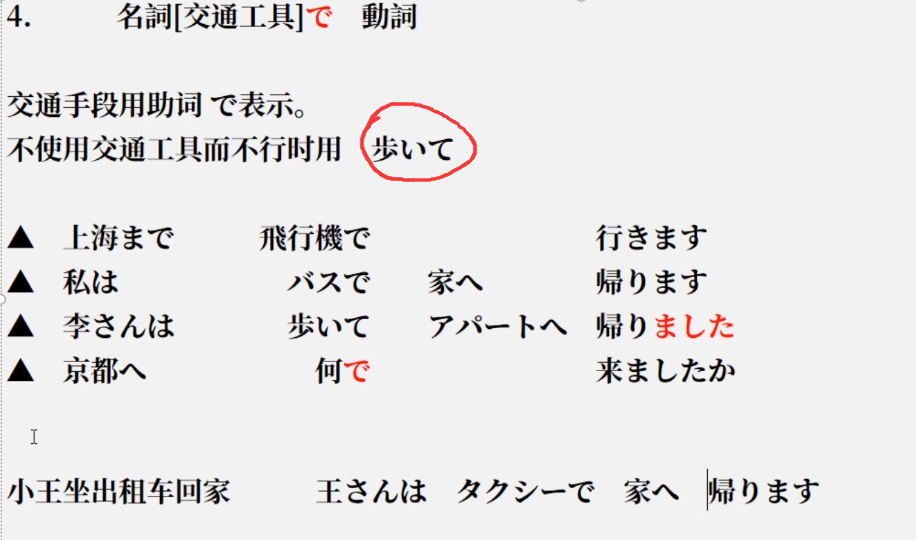 4. 名詞[交通工具]で 動詞
交通手段用助词 で表示。
不使用交通工具而不行时用 歩いて
▲ 上海まで 飛行機で 行きます
▲ 私は バスで 家へ 帰ります
▲ 李さんは 歩いて アパートへ 帰りました
▲ 京都へ 何で 来ましたか
小王坐出租车回家 王さんは タクシーで 家へ 帰ります